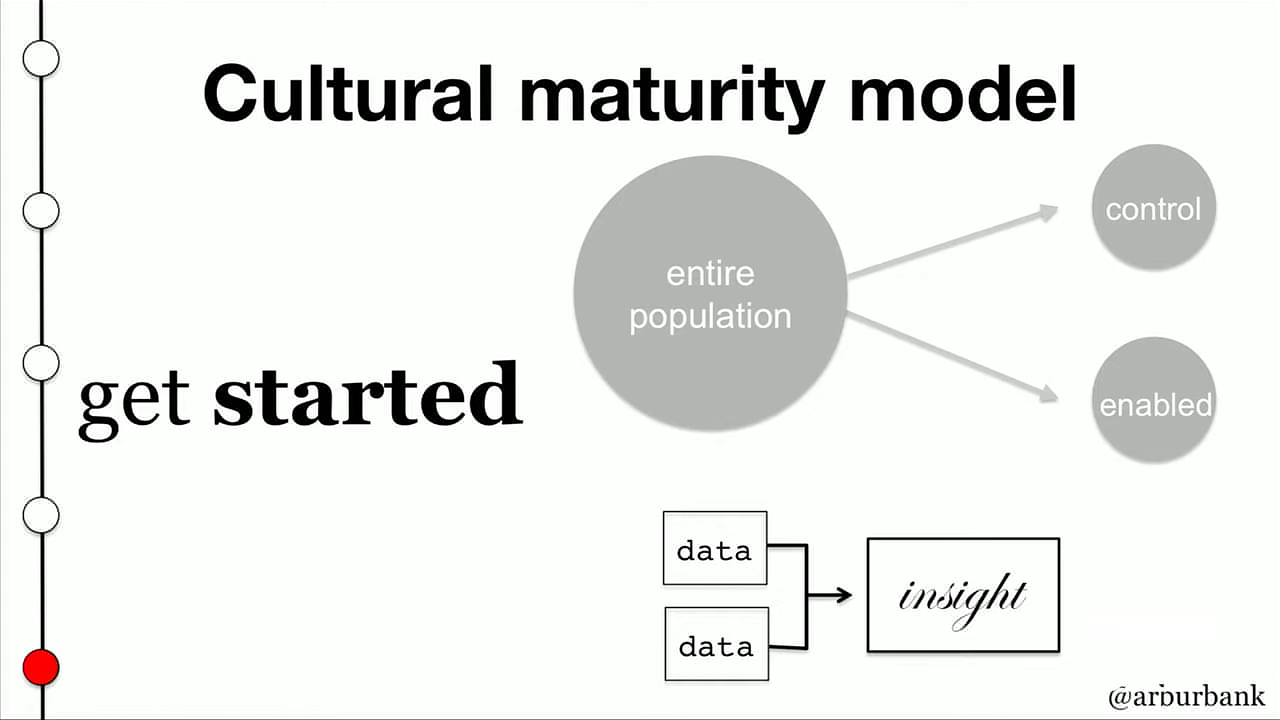 Cultural maturity model
entire
population
control
enabled
get started
data
data
insight
@arburbank